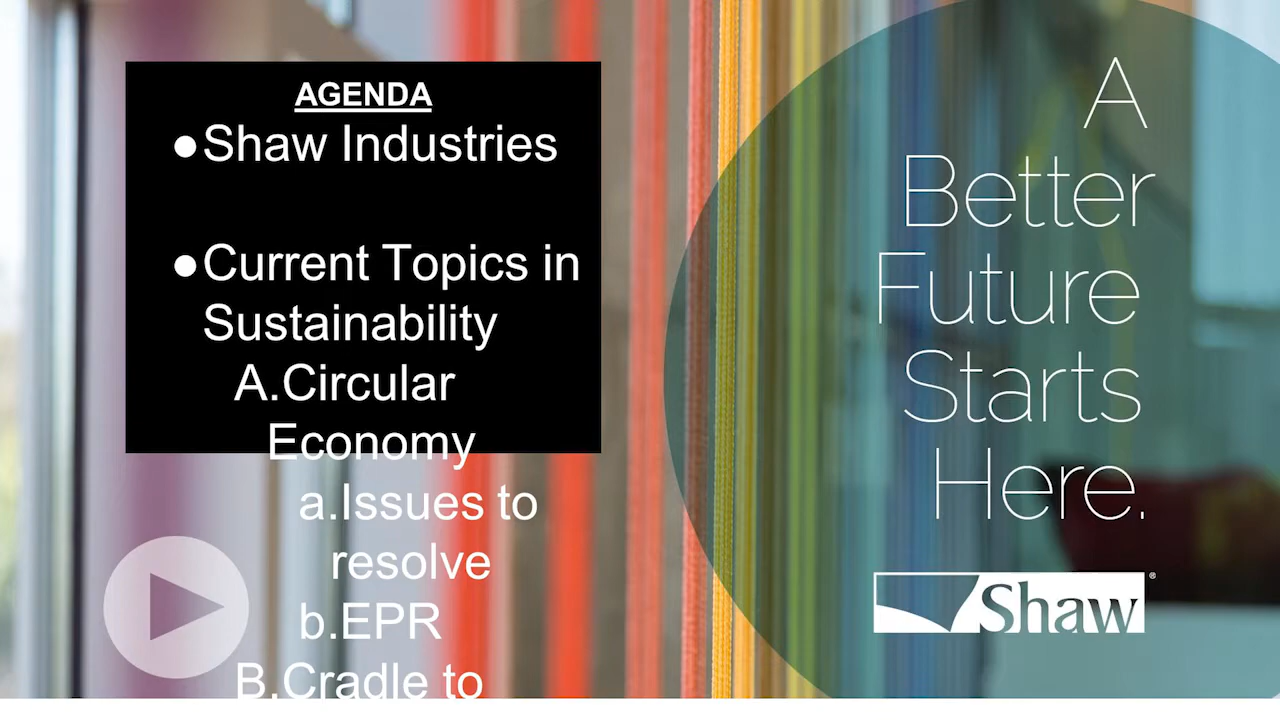 AGENDA
●Shaw Industries
●Current Topics in
Sustainability
A.Circular
Economy
a.Issues to
resolve
b.EPR
B.Cradle to
A
Better
Future
Starts
Here.
Shaw®